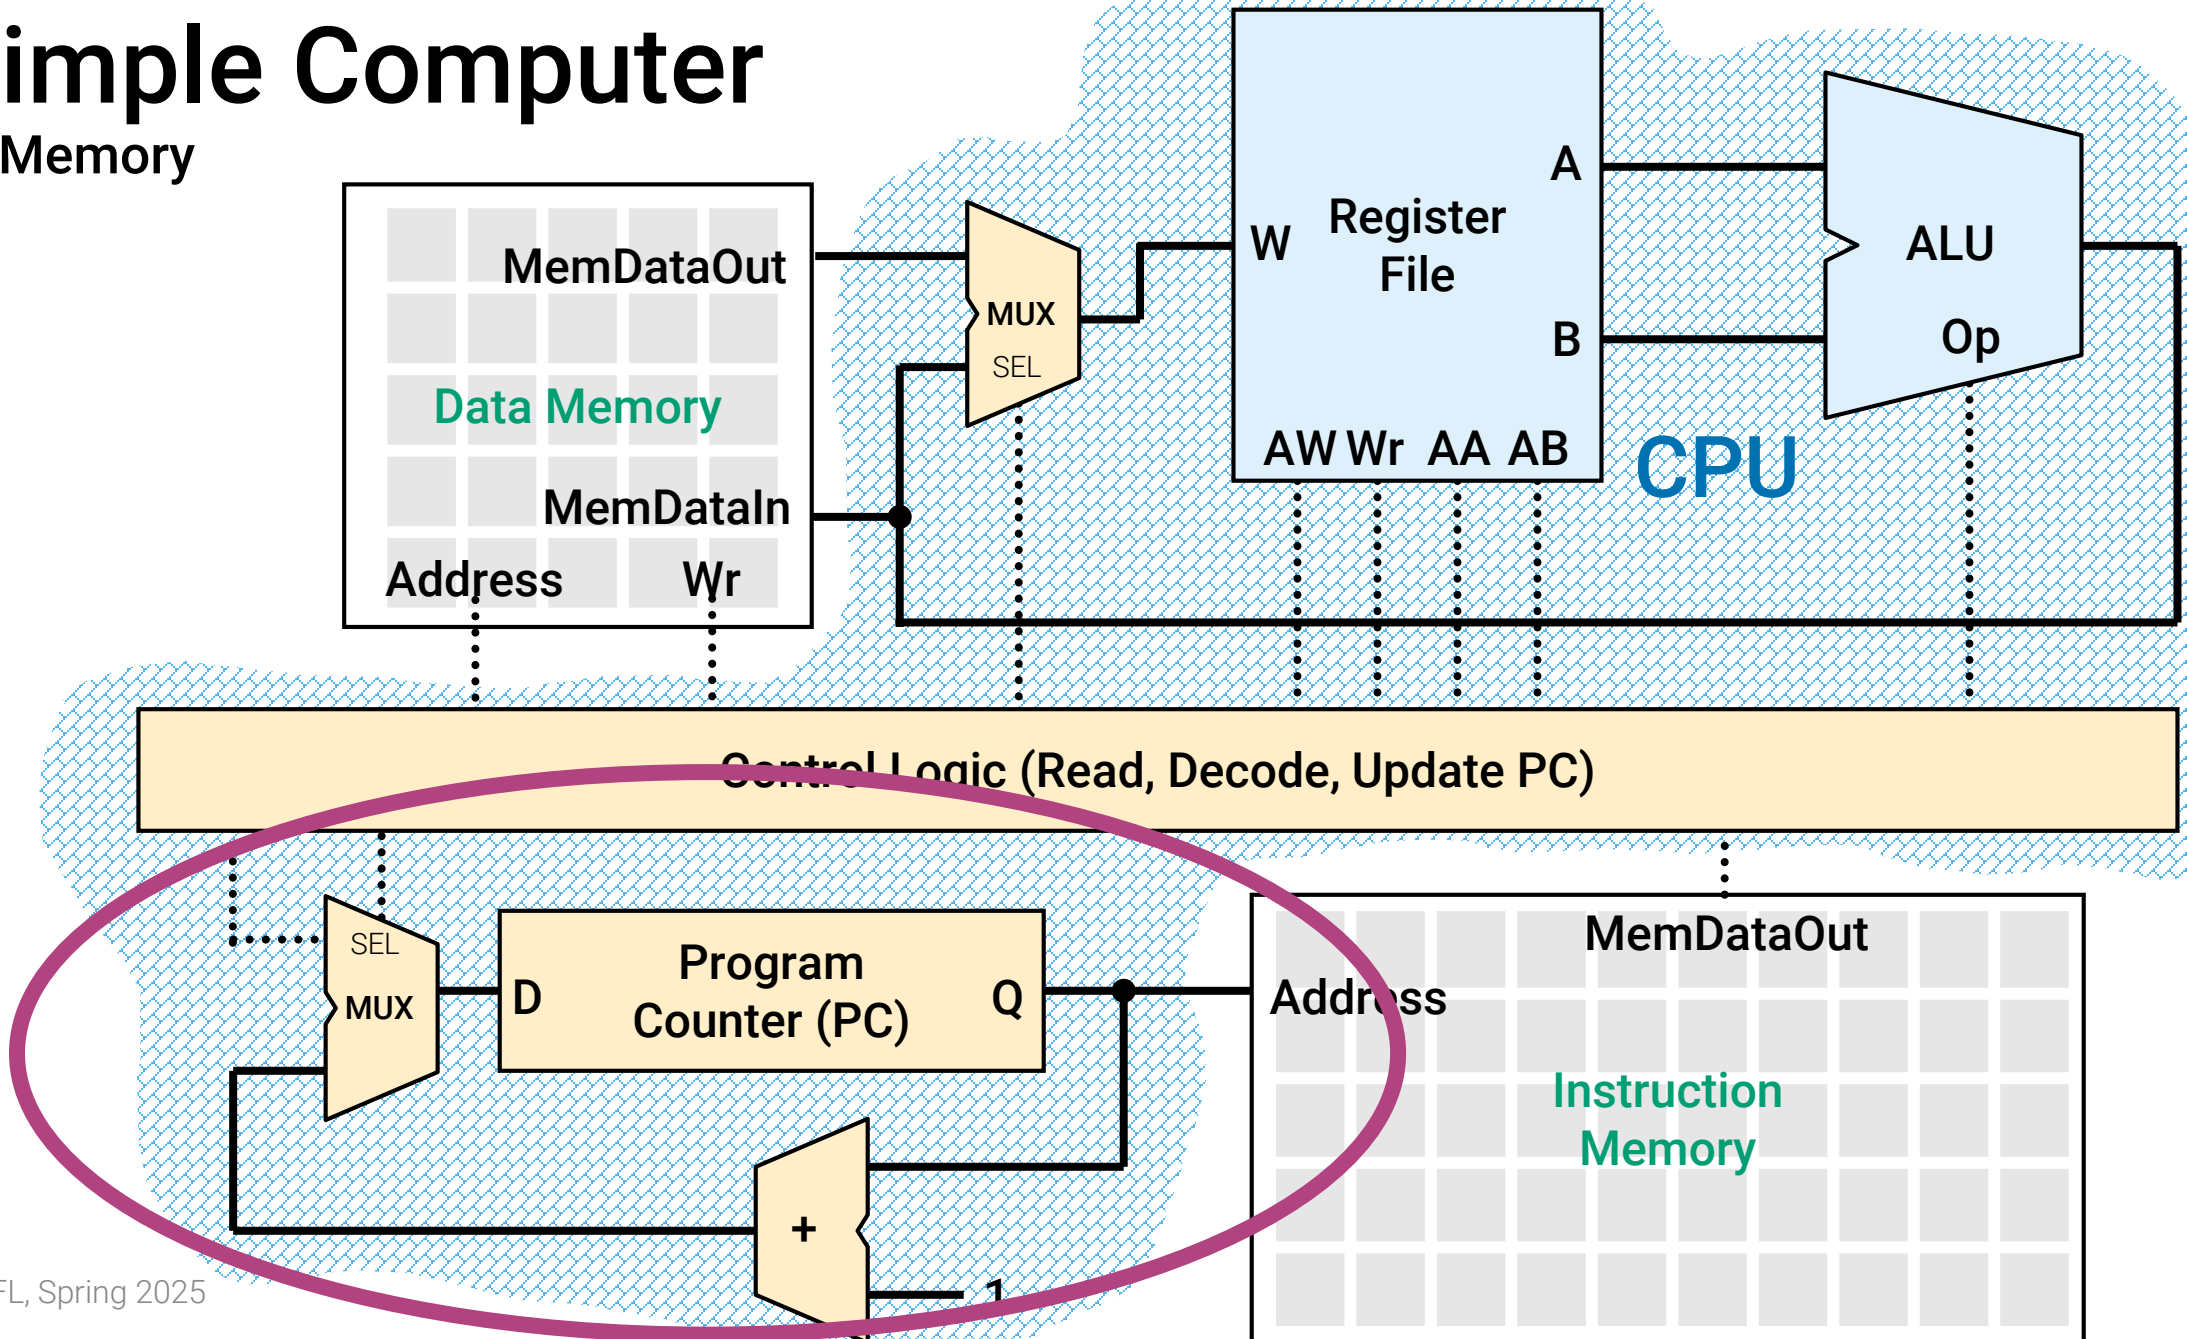 imple Computer
Memory
MemDataOut
Data Memory
MemDataIn
Address Wr
MUX
SEL
W
Register
File
A
B
AW Wr AA AB
ALU
Op
CPU
Control Logic (Read, Decode, Update PC)
SEL
MUX
D
Program
Counter (PC)
Q
+
1
MemDataOut
Address
Instruction
Memory
FL, Spring 2025